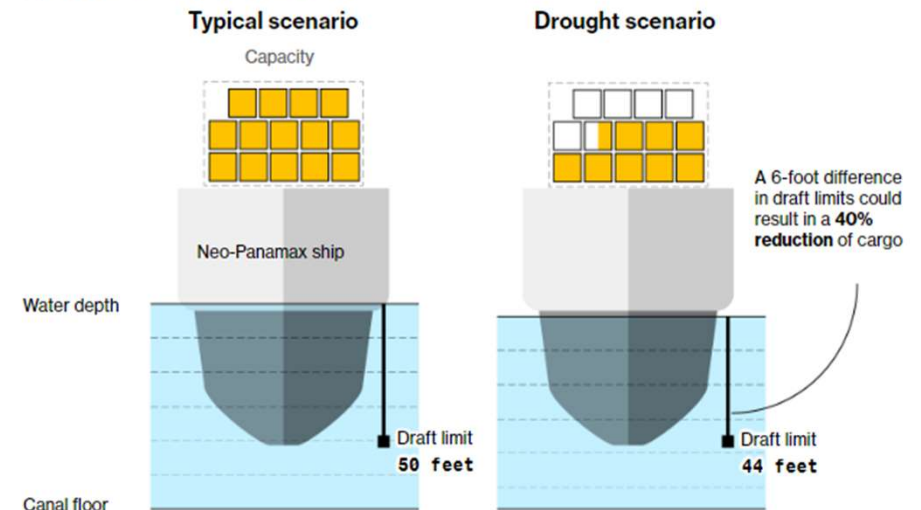 Typical scenario
Drought scenario
Capacity
A 6-foot difference
in draft limits could
result in a 40%
reduction of cargo
Neo-Panamax ship
Water depth
Draft limit
50 feet
Draft limit
44 feet
Canal floor